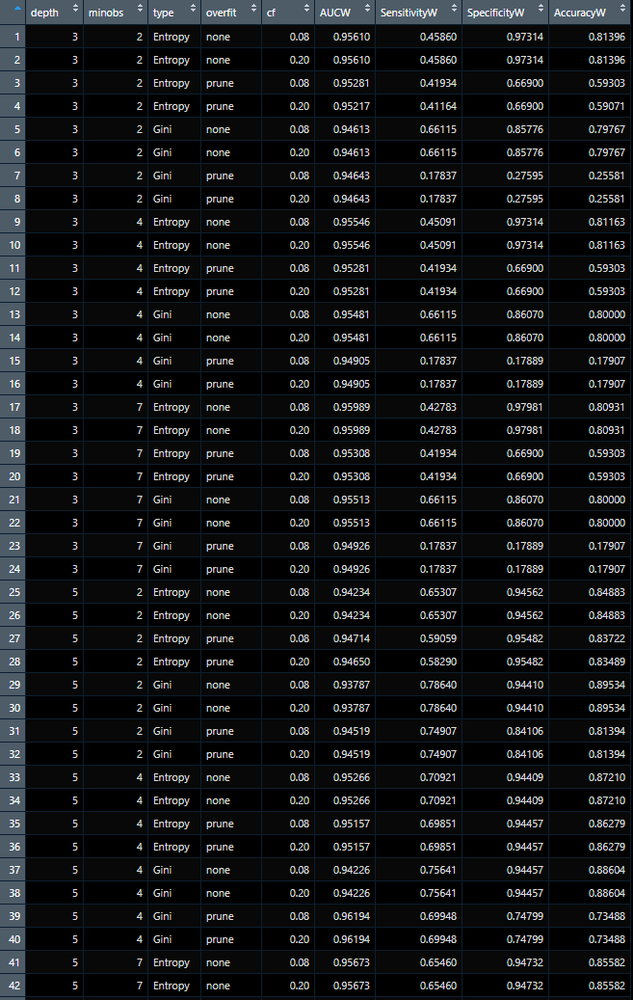 depth minobs type overfit cf AUCW SensitivityW SpecificityW AccuracyW
1 3 2 Entropy none 0.08 0.95610 0.45860 0.97314 0.81396
2 3 2 Entropy none 0.20 0.95610 0.45860 0.97314 0.81396
3 3 2 Entropy prune 0.08 0.95281 0.41934 0.66900 0.59303
4 3 2 Entropy prune 0.20 0.95217 0.41164 0.66900 0.59071
5 3 2 Gini none 0.08 0.94613 0.66115 0.85776 0.79767
6 3 2 Gini none 0.20 0.94613 0.66115 0.85776 0.79767
7 3 2 Gini prune 0.08 0.94643 0.17837 0.27595 0.25581
8 3 2 Gini prune 0.20 0.94643 0.17837 0.27595 0.25581
9 3 4 Entropy none 0.08 0.95546 0.45091 0.97314 0.81163
10 3 4 Entropy none 0.20 0.95546 0.45091 0.97314 0.81163
11 3 4 Entropy prune 0.08 0.95281 0.41934 0.66900 0.59303
12 3 4 Entropy prune 0.20 0.95281 0.41934 0.66900 0.59303
13 3 4 Gini none 0.08 0.95481 0.66115 0.86070 0.80000
14 3 4 Gini none 0.20 0.95481 0.66115 0.86070 0.80000
15 3 4 Gini prune 0.08 0.94905 0.17837 0.17889 0.17907
16 3 4 Gini prune 0.20 0.94905 0.17837 0.17889 0.17907
17 3 7 Entropy none 0.08 0.95989 0.42783 0.97981 0.80931
18 3 7 Entropy none 0.20 0.95989 0.42783 0.97981 0.80931
19 3 7 Entropy prune 0.08 0.95308 0.41934 0.66900 0.59303
20 3 7 Entropy prune 0.20 0.95308 0.41934 0.66900 0.59303
21 3 7 Gini none 0.08 0.95513 0.66115 0.86070 0.80000
22 3 7 Gini none 0.20 0.95513 0.66115 0.86070 0.80000
23 3 7 Gini prune 0.08 0.94926 0.17837 0.17889 0.17907
24 3 7 Gini prune 0.20 0.94926 0.17837 0.17889 0.17907
25 5 2 Entropy none 0.08 0.94234 0.65307 0.94562 0.84883
26 5 2 Entropy none 0.20 0.94234 0.65307 0.94562 0.84883
27 5 2 Entropy prune 0.08 0.94714 0.59059 0.95482 0.83722
28 5 2 Entropy prune 0.20 0.94650 0.58290 0.95482 0.83489
29 5 2 Gini none 0.08 0.93787 0.78640 0.94410 0.89534
30 5 2 Gini none 0.20 0.93787 0.78640 0.94410 0.89534
31 5 2 Gini prune 0.08 0.94519 0.74907 0.84106 0.81394
32 5 2 Gini prune 0.20 0.94519 0.74907 0.84106 0.81394
33 5 4 Entropy none 0.08 0.95266 0.70921 0.94409 0.87210
34 5 4 Entropy none 0.20 0.95266 0.70921 0.94409 0.87210
35 5 4 Entropy prune 0.08 0.95157 0.69851 0.94457 0.86279
36 5 4 Entropy prune 0.20 0.95157 0.69851 0.94457 0.86279
37 5 4 Gini none 0.08 0.94226 0.75641 0.94457 0.88604
38 5 4 Gini none 0.20 0.94226 0.75641 0.94457 0.88604
39 5 4 Gini prune 0.08 0.96194 0.69948 0.74799 0.73488
40 5 4 Gini prune 0.20 0.96194 0.69948 0.74799 0.73488
41 5 7 Entropy none 0.08 0.95673 0.65460 0.94732 0.85582
42 5 7 Entropy none 0.20 0.95673 0.65460 0.94732 0.85582